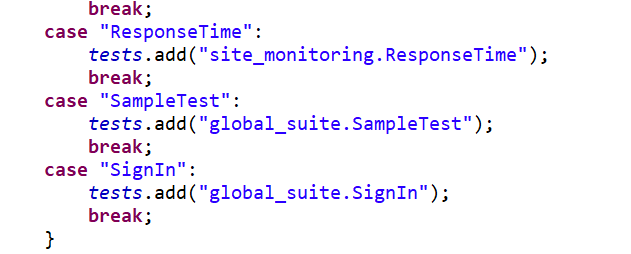 break;
case "ResponseTime":
tests.add("site_monitoring.ResponseTime");
break;
case "SampleTest":
tests.add("global_suite.SampleTest");
break;
case "SignIn":
tests.add("global_suite.SignIn");
break;
}